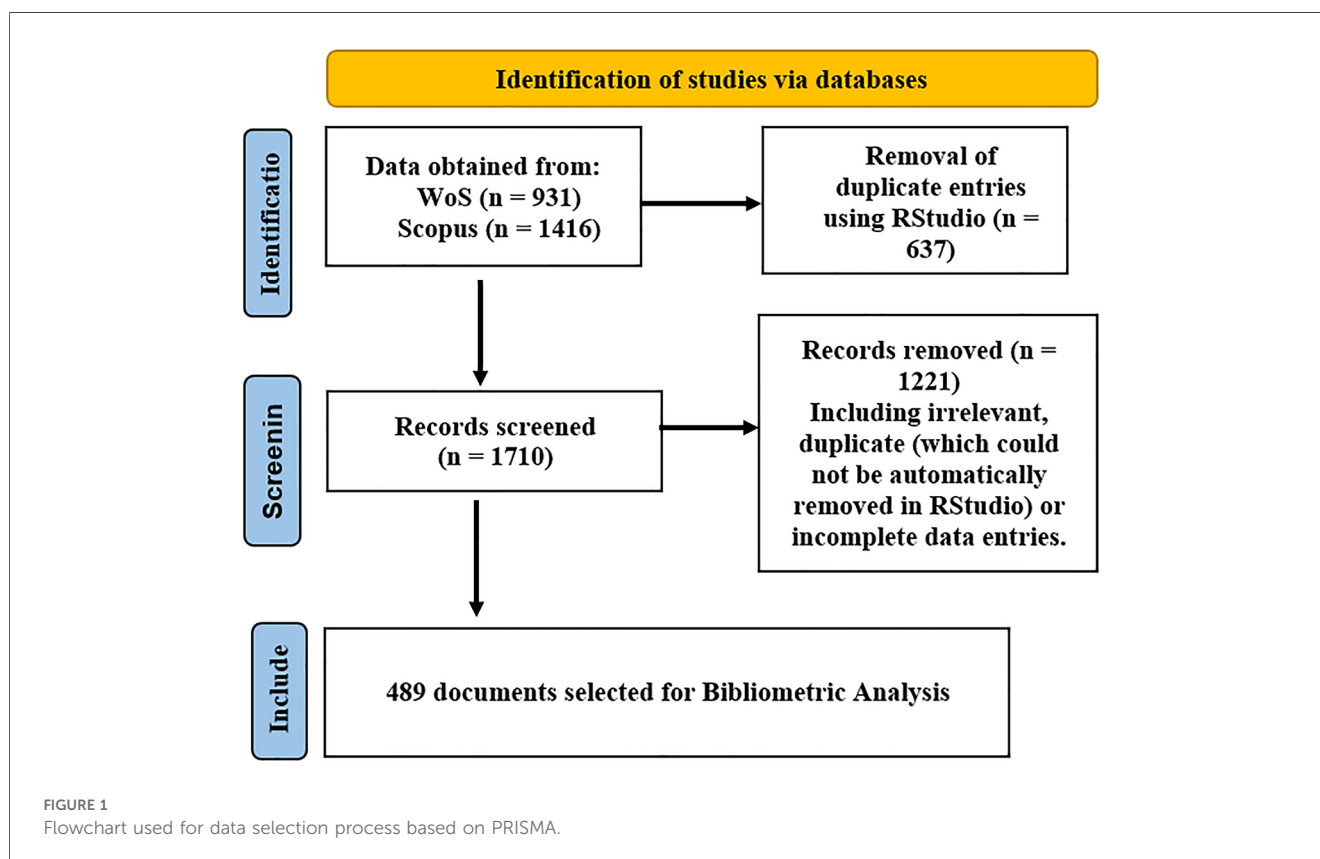 Identification of studies via databases
Identificatio
Data obtained from:
WoS (n = 931)
Scopus (n = 1416)
Removal of
duplicate entries
using RStudio (n =
637)
Screenin
Records screened
(n = 1710)
Records removed (n =
1221)
Including irrelevant,
duplicate (which could
not be automatically
removed in RStudio) or
incomplete data entries.
Include
489 documents selected for Bibliometric Analysis
FIGURE 1
Flowchart used for data selection process based on PRISMA.